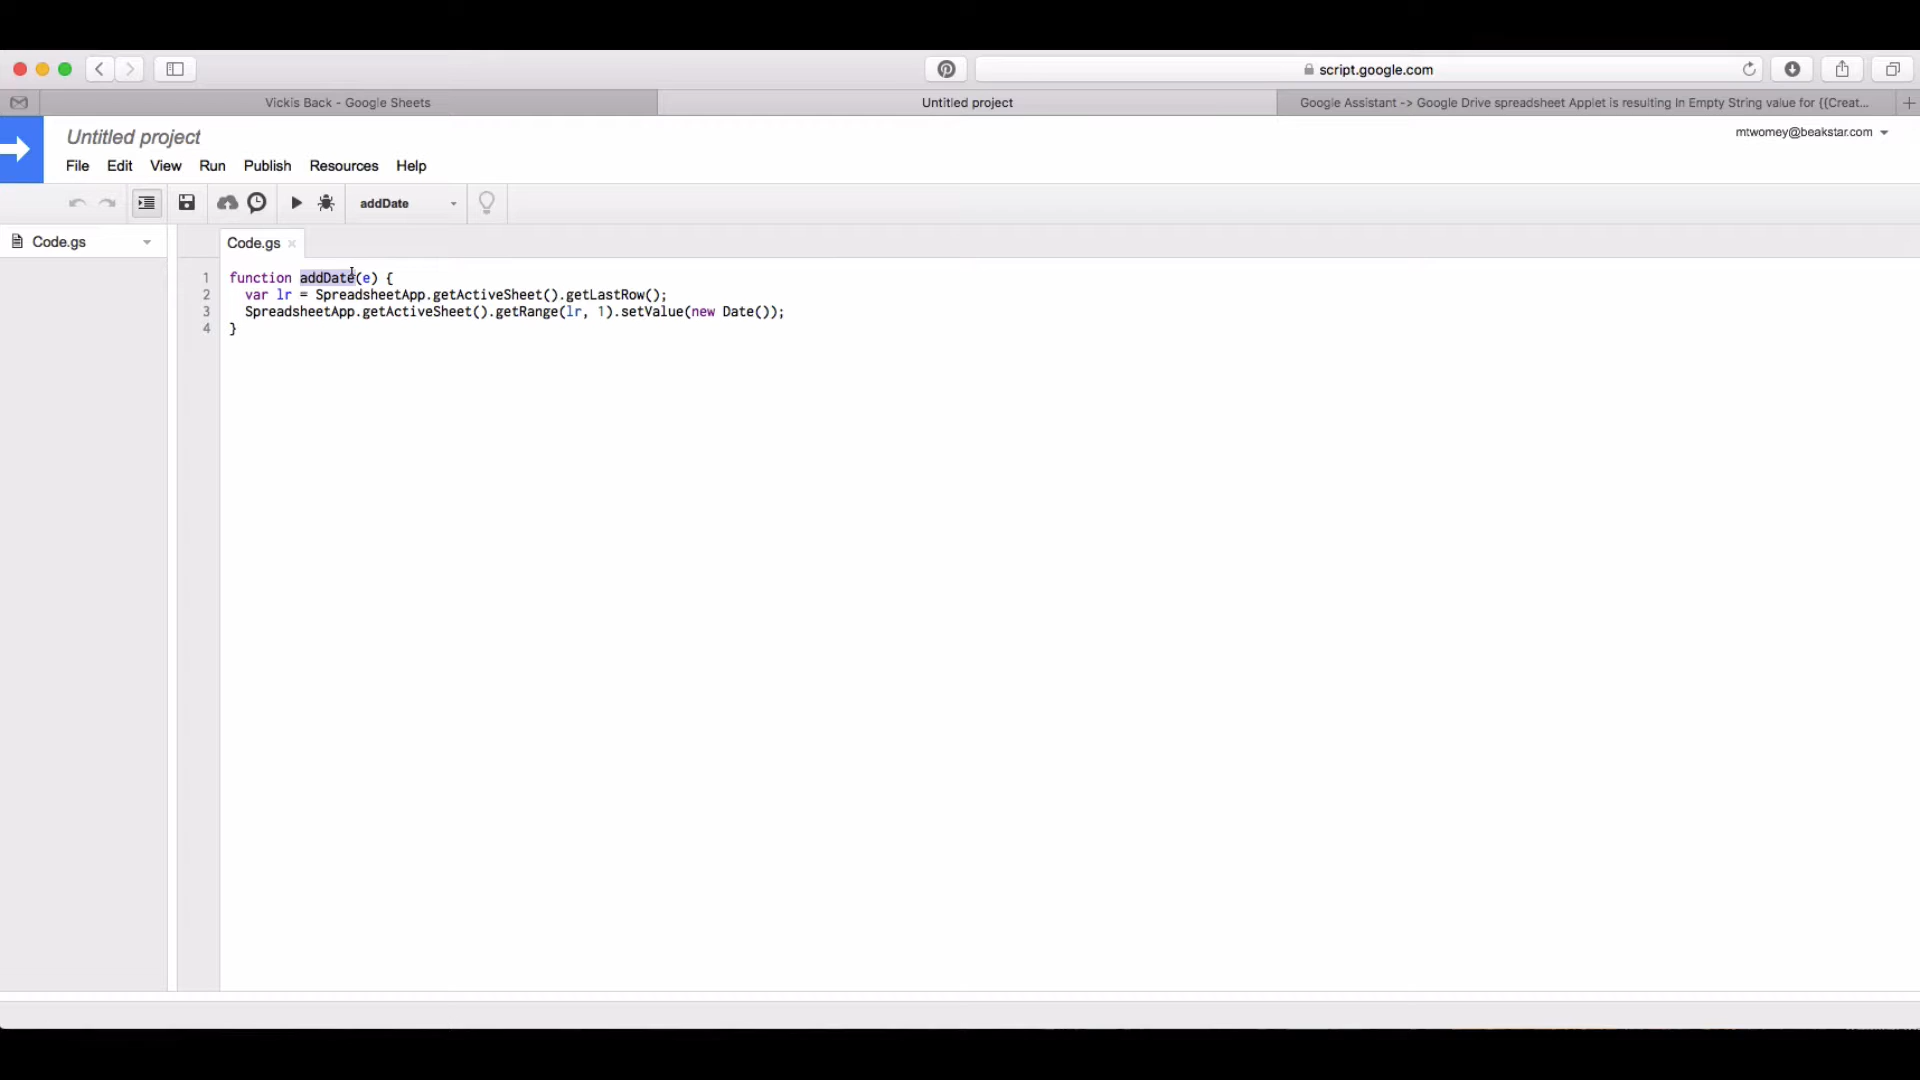 script.google.com
Vickis Back - Google Sheets
Untitled project
Google Assistant -> Google Drive spreadsheet Applet is resulting In Empty String value for {{Creat...
Untitled project
mtwomey@beakstar.com
File Edit View Run Publish Resources Help
addDate
Code.gs
Code.gs
1 function addDate(e) {
2 var lr = SpreadsheetApp.getActiveSheet().getLastRow();
3 SpreadsheetApp.getActiveSheet().getRange(lr, 1).setValue(new Date());
4 }